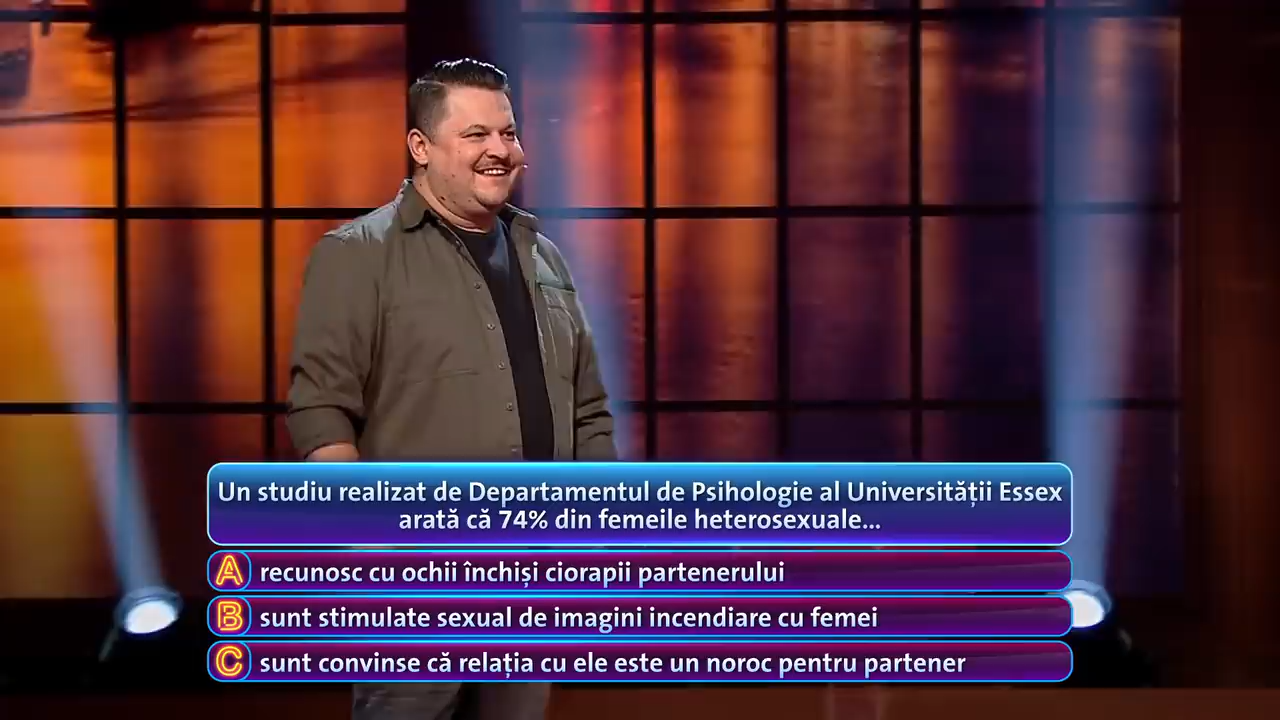 Un studiu realizat de Departamentul de Psihologie al Universității Essex
arată că 74% din femeile heterosexuale...
A recunosc cu ochii închiși ciorapii partenerului
B sunt stimulate sexual de imagini incendiare cu femei
C sunt convinse că relația cu ele este un noroc pentru partener